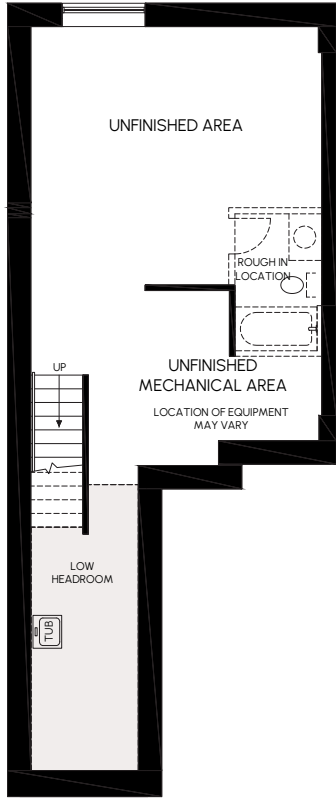 UNFINISHED AREA
ROUGH IN
LOCATION
UP
UNFINISHED
MECHANICAL AREA
LOCATION OF EQUIPMENT
MAY VARY
LOW
HEADROOM
TUB